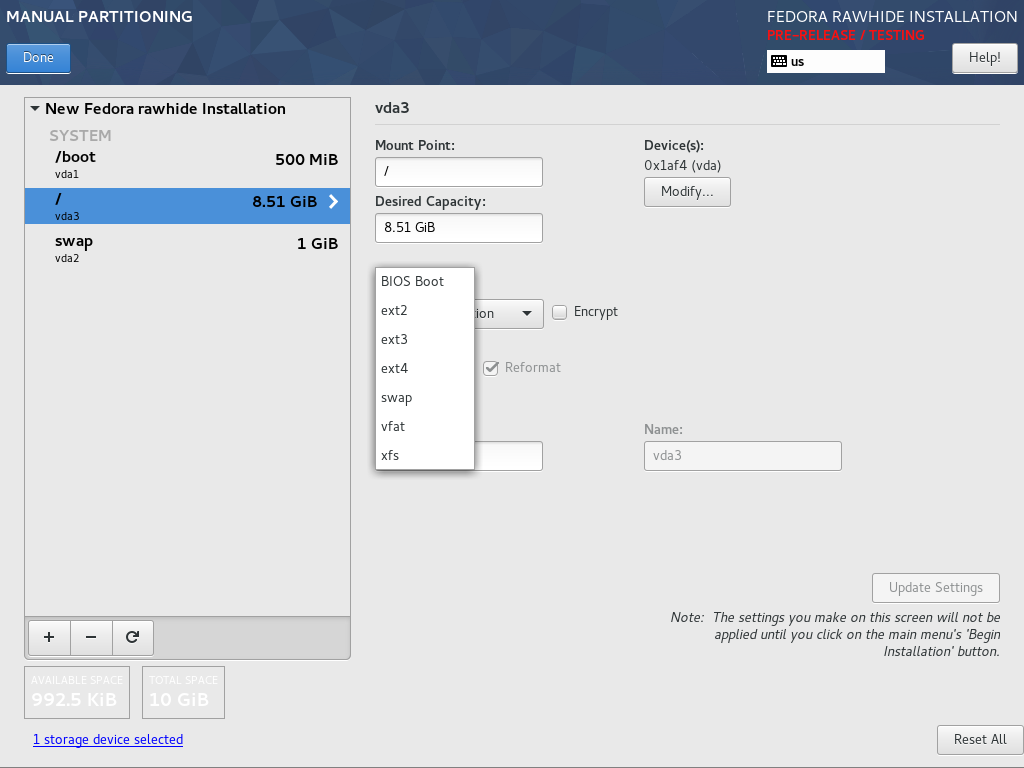 MANUAL PARTITIONING
FEDORA RAWHIDE INSTALLATION
PRE-RELEASE / TESTING
Done
us
Help!
New Fedora rawhide Installation
SYSTEM
/boot
500 MiB
vda1
/
8.51 GiB
vda3
swap
1 GiB
vda2
+
−
AVAILABLE SPACE
992.5 KiB
TOTAL SPACE
10 GiB
1 storage device selected
vda3
Mount Point:
/
Desired Capacity:
8.51 GiB
Device(s):
0x1af4 (vda)
Modify...
BIOS Boot
ext2
ext3
ext4
swap
vfat
xfs
Encrypt
Reformat
Name:
vda3
Update Settings
Note: The settings you make on this screen will not be
applied until you click on the main menu's 'Begin
Installation' button.
Reset All